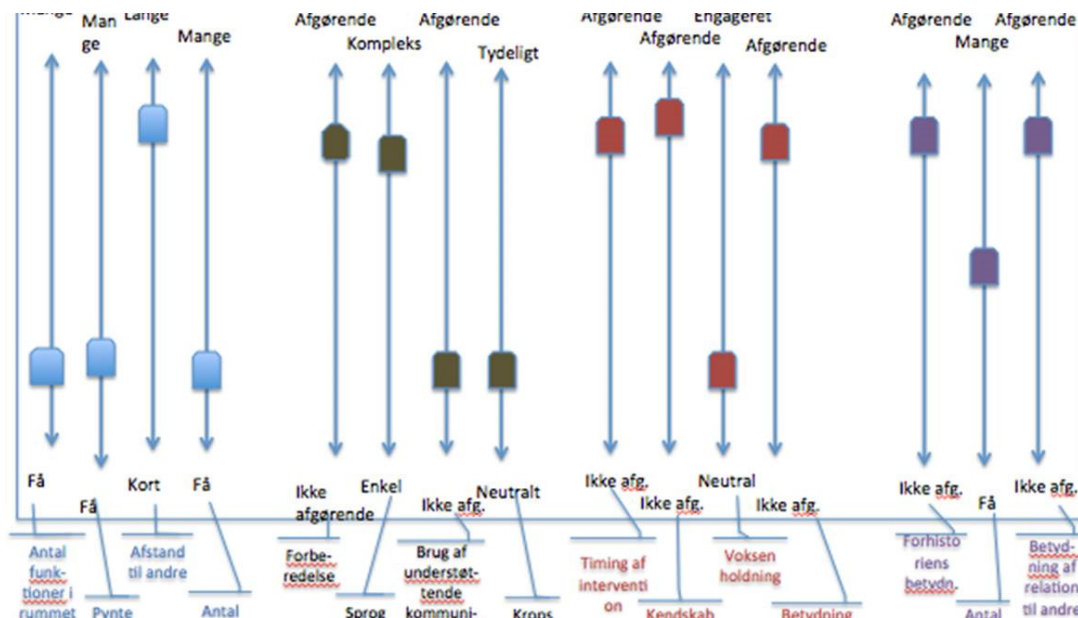 Mange
Man
ge
Lange
Mange
Afgørende
Kompleks
Afgørende
Tydeligt
Afgørende
Afgørende
Engageret
Afgørende
Afgørende
Mange
Afgørende
Få
Få
Kort
Få
Ikke
afgørende
Enkel
Ikke afg.
Neutralt
Ikke afg.
Ikke afg.
Neutral
Ikke afg.
Ikke afg.
Få
Ikke afg.
Antal
funk-
tioner i
rummet
Pynte
Afstand
til andre
Antal
Forbe-
redelse
Sprog
Brug af
understøt-
tende
kommuni-
Krops
Timing af
interventi
on
Kendskab
Voksen
holdning
Betydning
Forhisto
riens
betydn.
Antal
Betyd-
ning af
relation
til andre